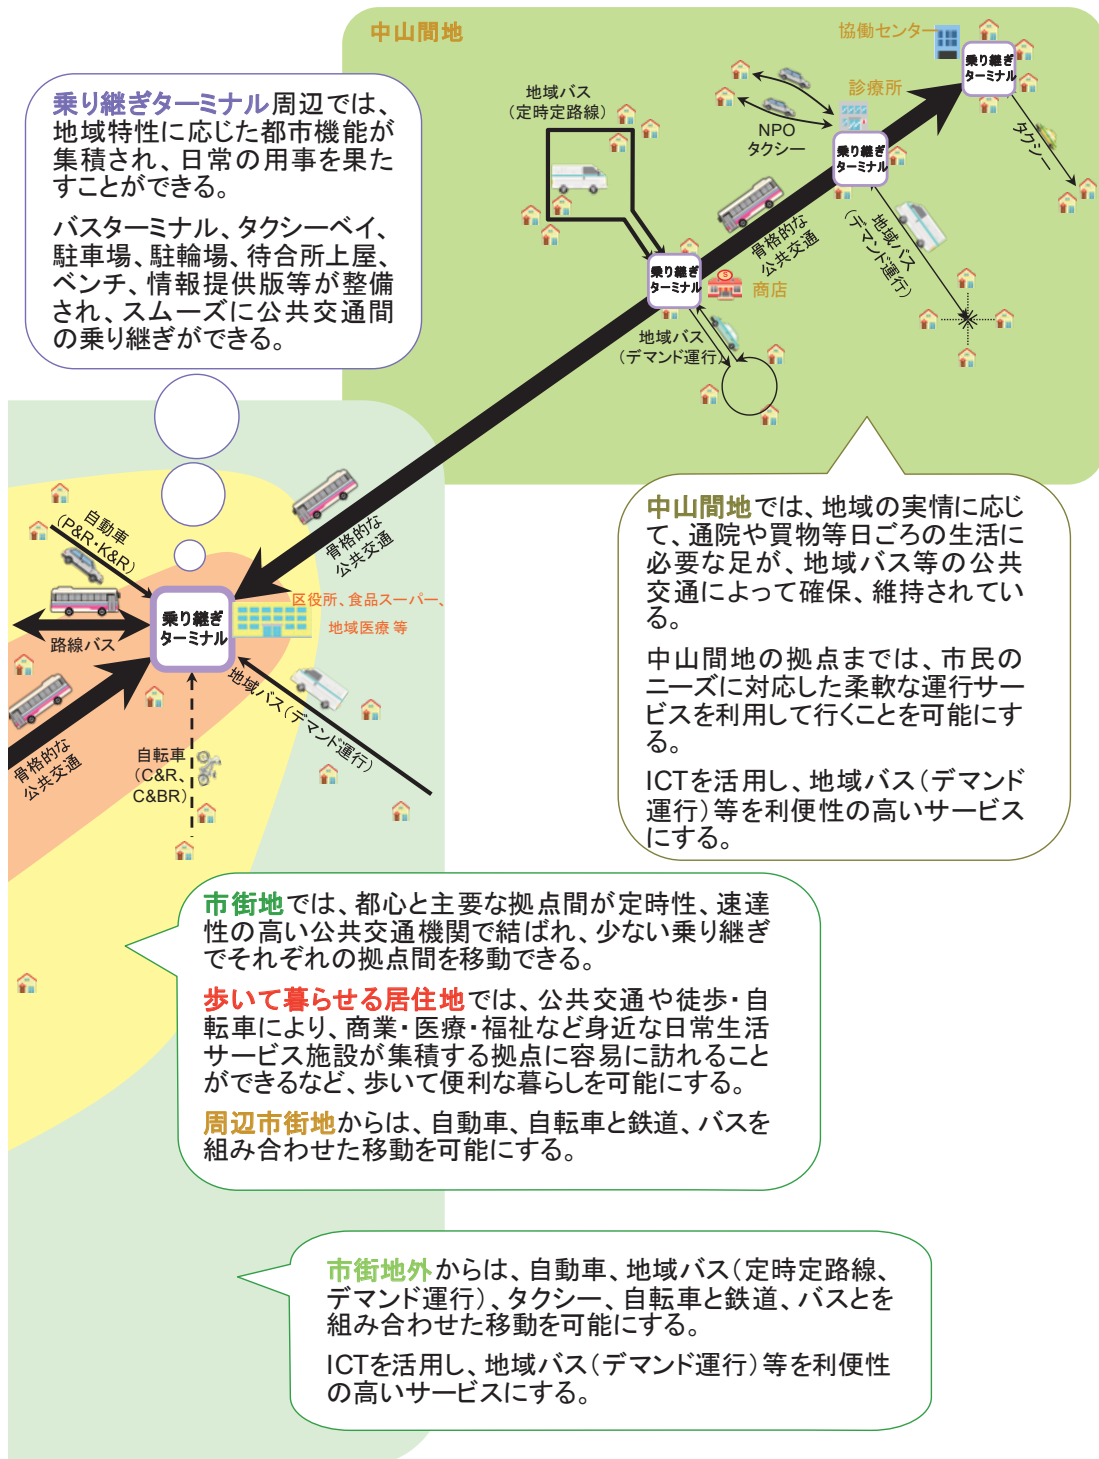 中山間地
協働センター
乗り継ぎ
ターミナル
診療所
タクシー
NPO
タクシー
乗り継ぎ
ターミナル
地域バス
(定時定路線)
骨格的な
公共交通
地域バス
(デマンド運行)
乗り継ぎ
ターミナル
商店
地域バス
(デマンド運行)
乗り継ぎターミナル周辺では、
地域特性に応じた都市機能が
集積され、日常の用事を果た
すことができる。
バスターミナル、タクシーベイ、
駐車場、駐輪場、待合所上屋、
ベンチ、情報提供版等が整備
され、スムーズに公共交通間
の乗り継ぎができる。
自動車
(P&R・K&R)
骨格的な
公共交通
乗り継ぎ
ターミナル
区役所、食品スーパー、
地域医療 等
路線バス
地域バス(デマンド運行)
骨格的な
公共交通
自転車
(C&R、
C&BR)
中山間地では、地域の実情に応じ
て、通院や買物等日ごろの生活に
必要な足が、地域バス等の公共
交通によって確保、維持されてい
る。
中山間地の拠点までは、市民の
ニーズに対応した柔軟な運行サー
ビスを利用して行くことを可能にす
る。
ICTを活用し、地域バス(デマンド
運行)等を利便性の高いサービス
にする。
市街地では、都心と主要な拠点間が定時性、速達
性の高い公共交通機関で結ばれ、少ない乗り継ぎ
でそれぞれの拠点間を移動できる。
歩いて暮らせる居住地では、公共交通や徒歩・自
転車により、商業・医療・福祉など身近な日常生活
サービス施設が集積する拠点に容易に訪れること
ができるなど、歩いて便利な暮らしを可能にする。
周辺市街地からは、自動車、自転車と鉄道、バスを
組み合わせた移動を可能にする。
市街地外からは、自動車、地域バス(定時定路線、
デマンド運行)、タクシー、自転車と鉄道、バスとを
組み合わせた移動を可能にする。
ICTを活用し、地域バス(デマンド運行)等を利便性
の高いサービスにする。